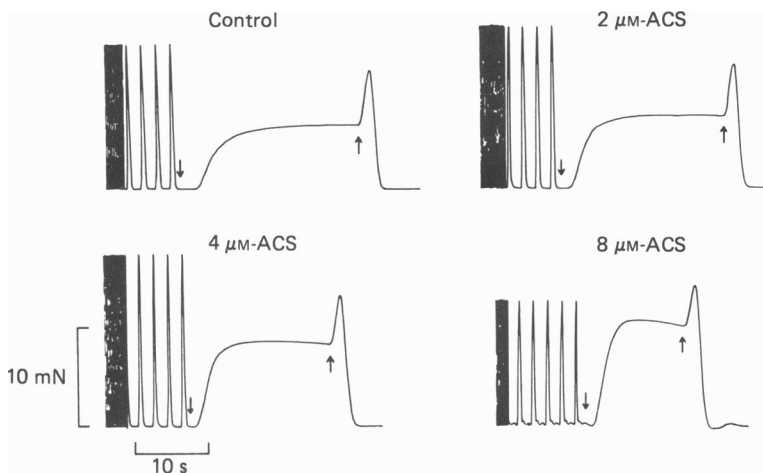 Control
2 μM-ACS
4 μM-ACS
8 μM-ACS
10 mN
10 s